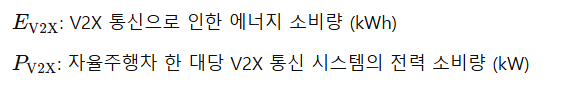 E_V2X: V2X 통신으로 인한 에너지 소비량 (kWh)
P_V2X: 자율주행차 한 대당 V2X 통신 시스템의 전력 소비량 (kW)